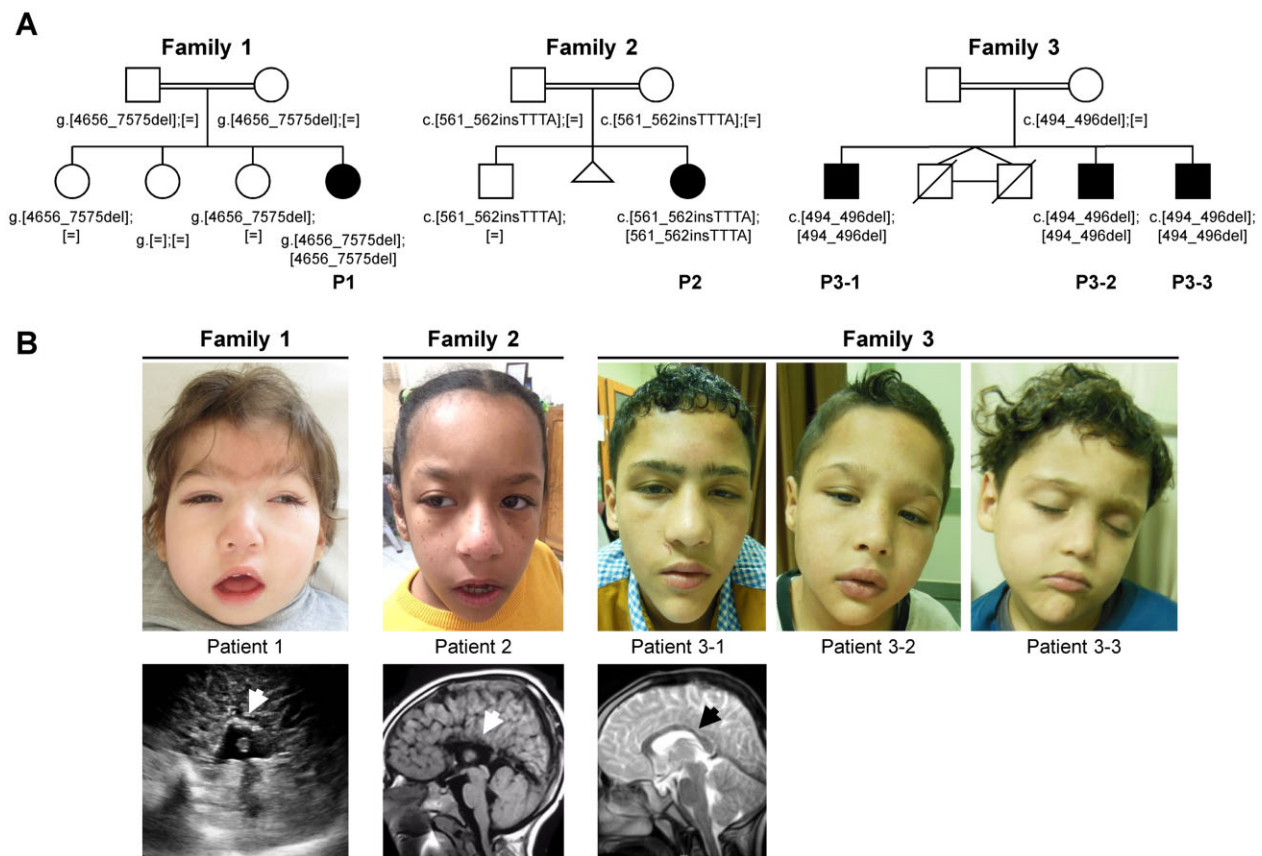 A
Family 1
Family 2
Family 3
g.[4656_7575del];[=]
g.[4656_7575del];[=]
c.[561_562insTTTA];[=]
c.[561_562insTTTA];[=]
c.[494_496del];[=]
g.[4656_7575del];
[=]
g.[=];[=]
g.[4656_7575del];
[=]
g.[4656_7575del];
[4656_7575del]
P1
c.[561_562insTTTA];
[=]
c.[561_562insTTTA];
[561_562insTTTA]
P2
c.[494_496del];
[494_496del]
P3-1
c.[494_496del];
[494_496del]
P3-2
c.[494_496del];
[494_496del]
P3-3
B
Family 1
Family 2
Family 3
Patient 1
Patient 2
Patient 3-1
Patient 3-2
Patient 3-3